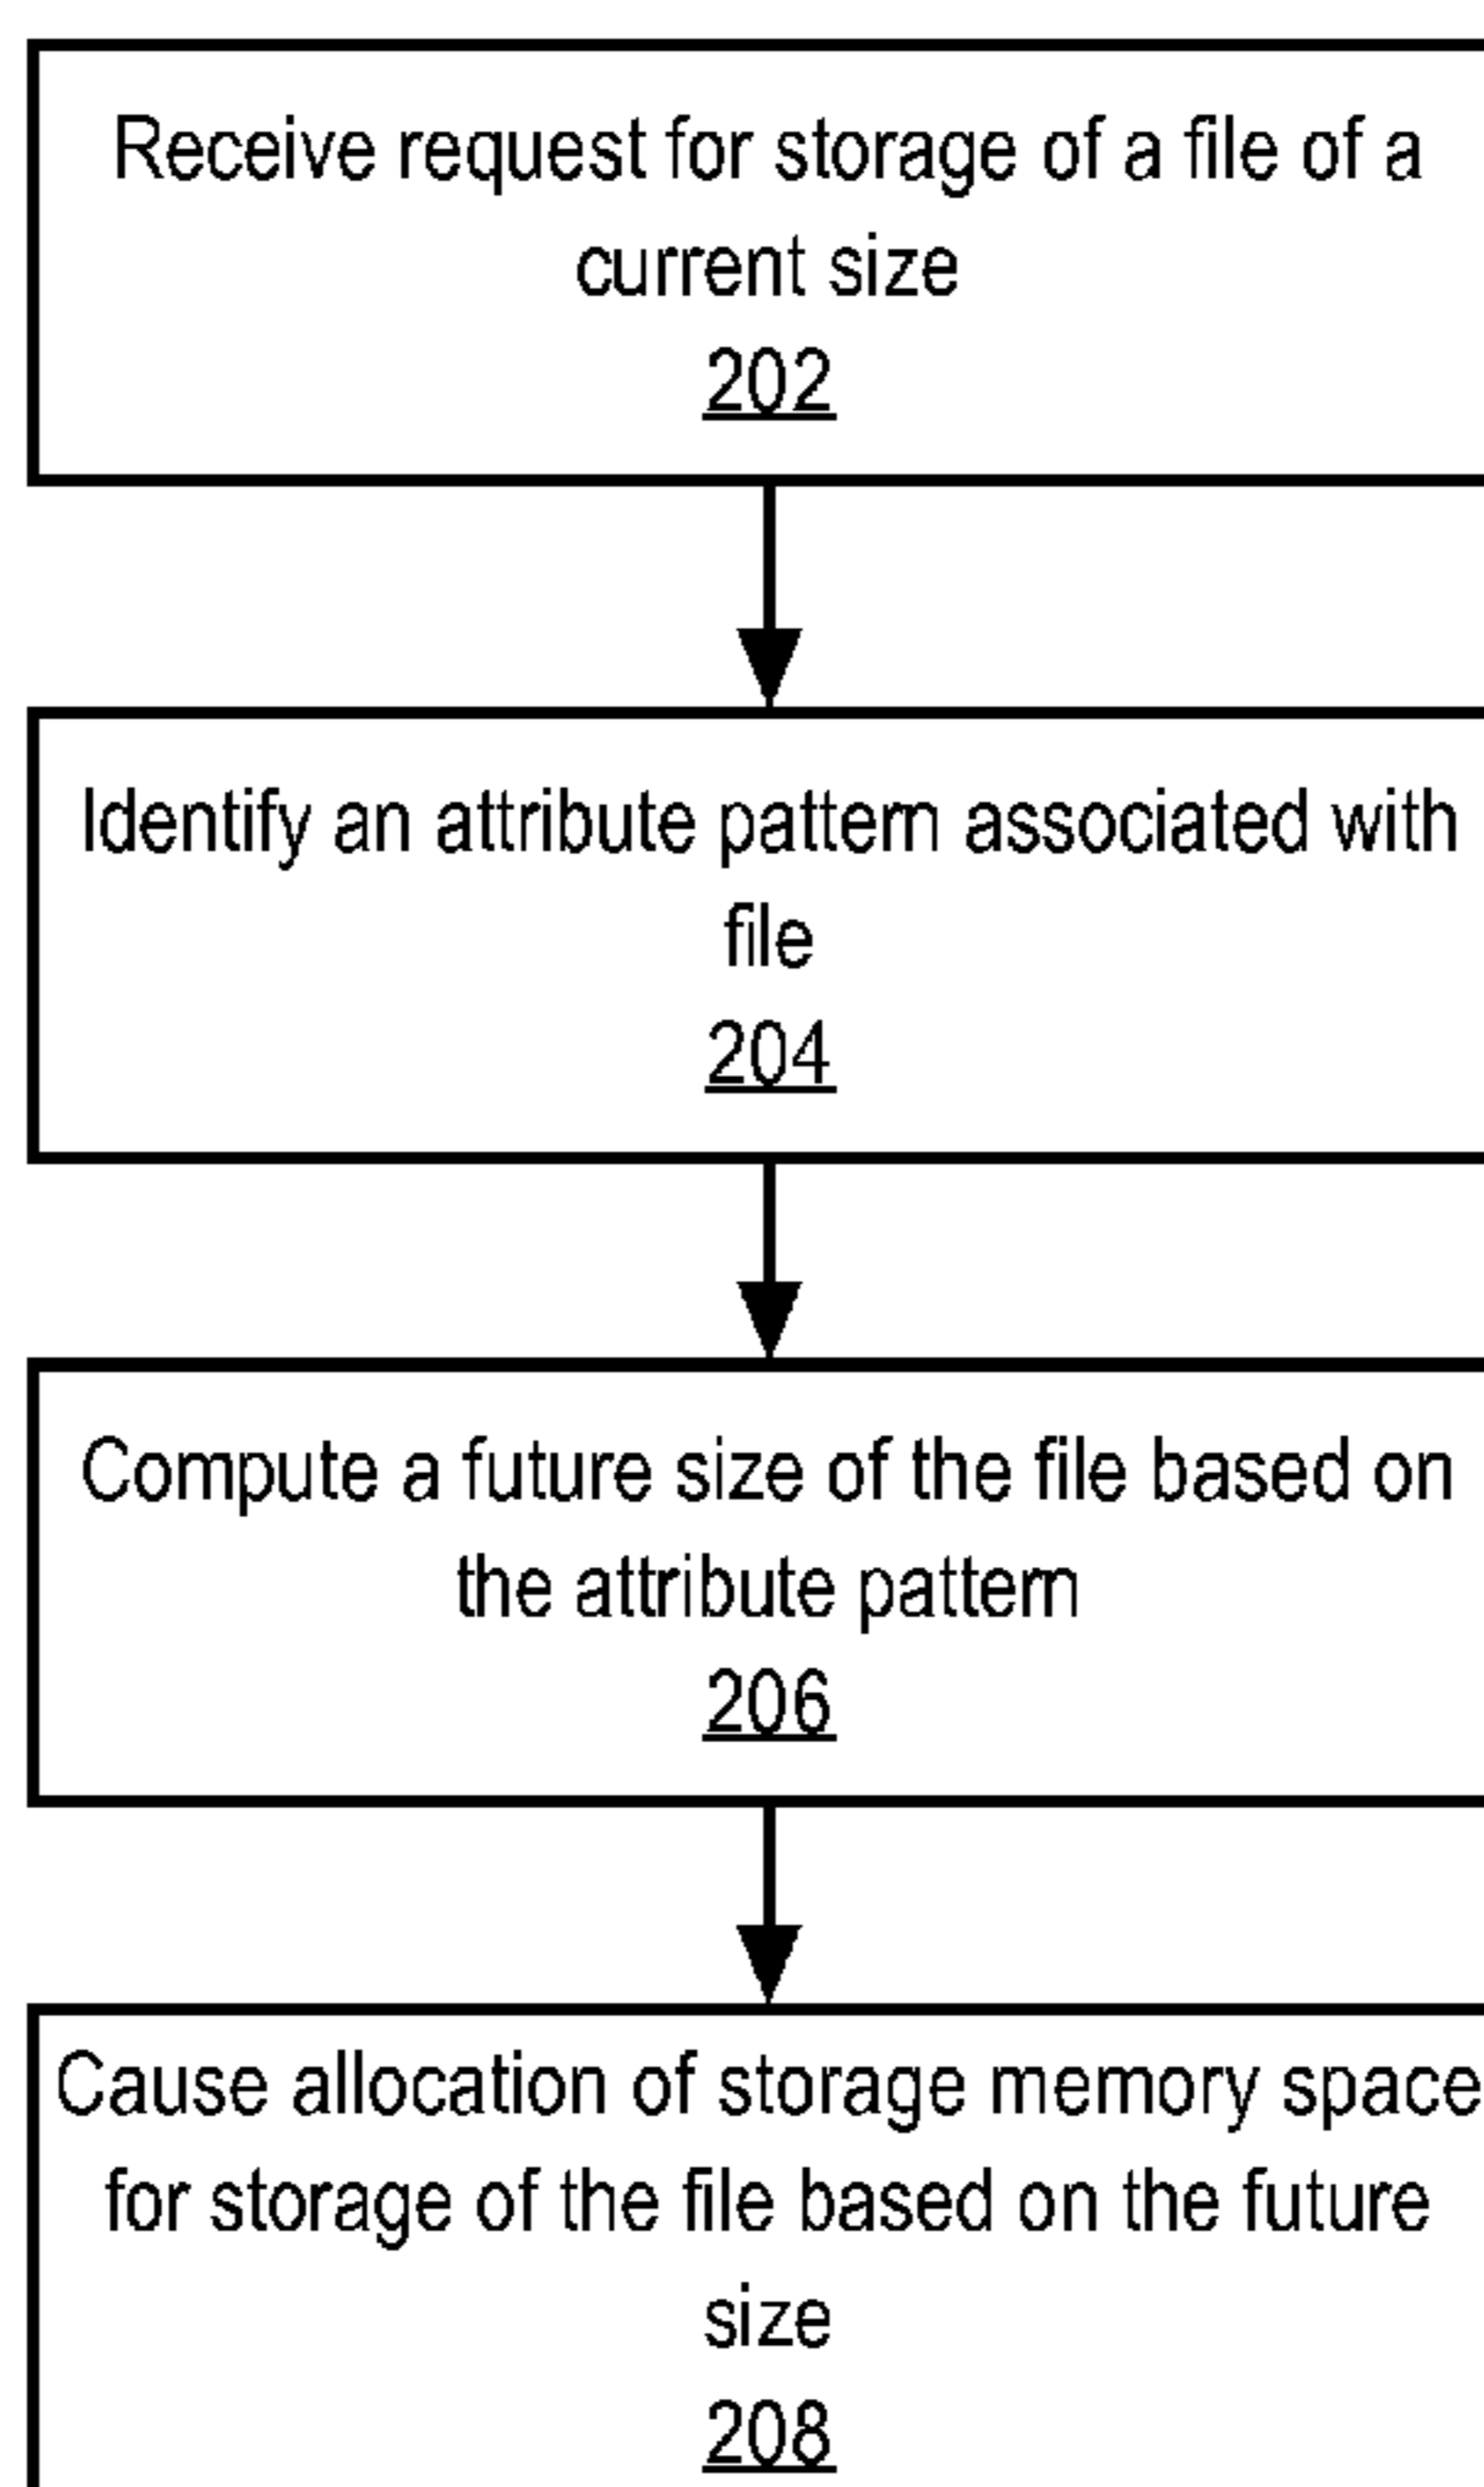 Receive request for storage of a file of a
current size
202
Identify an attribute pattern associated with
file
204
Compute a future size of the file based on
the attribute pattern
206
Cause allocation of storage memory space
for storage of the file based on the future
size
208